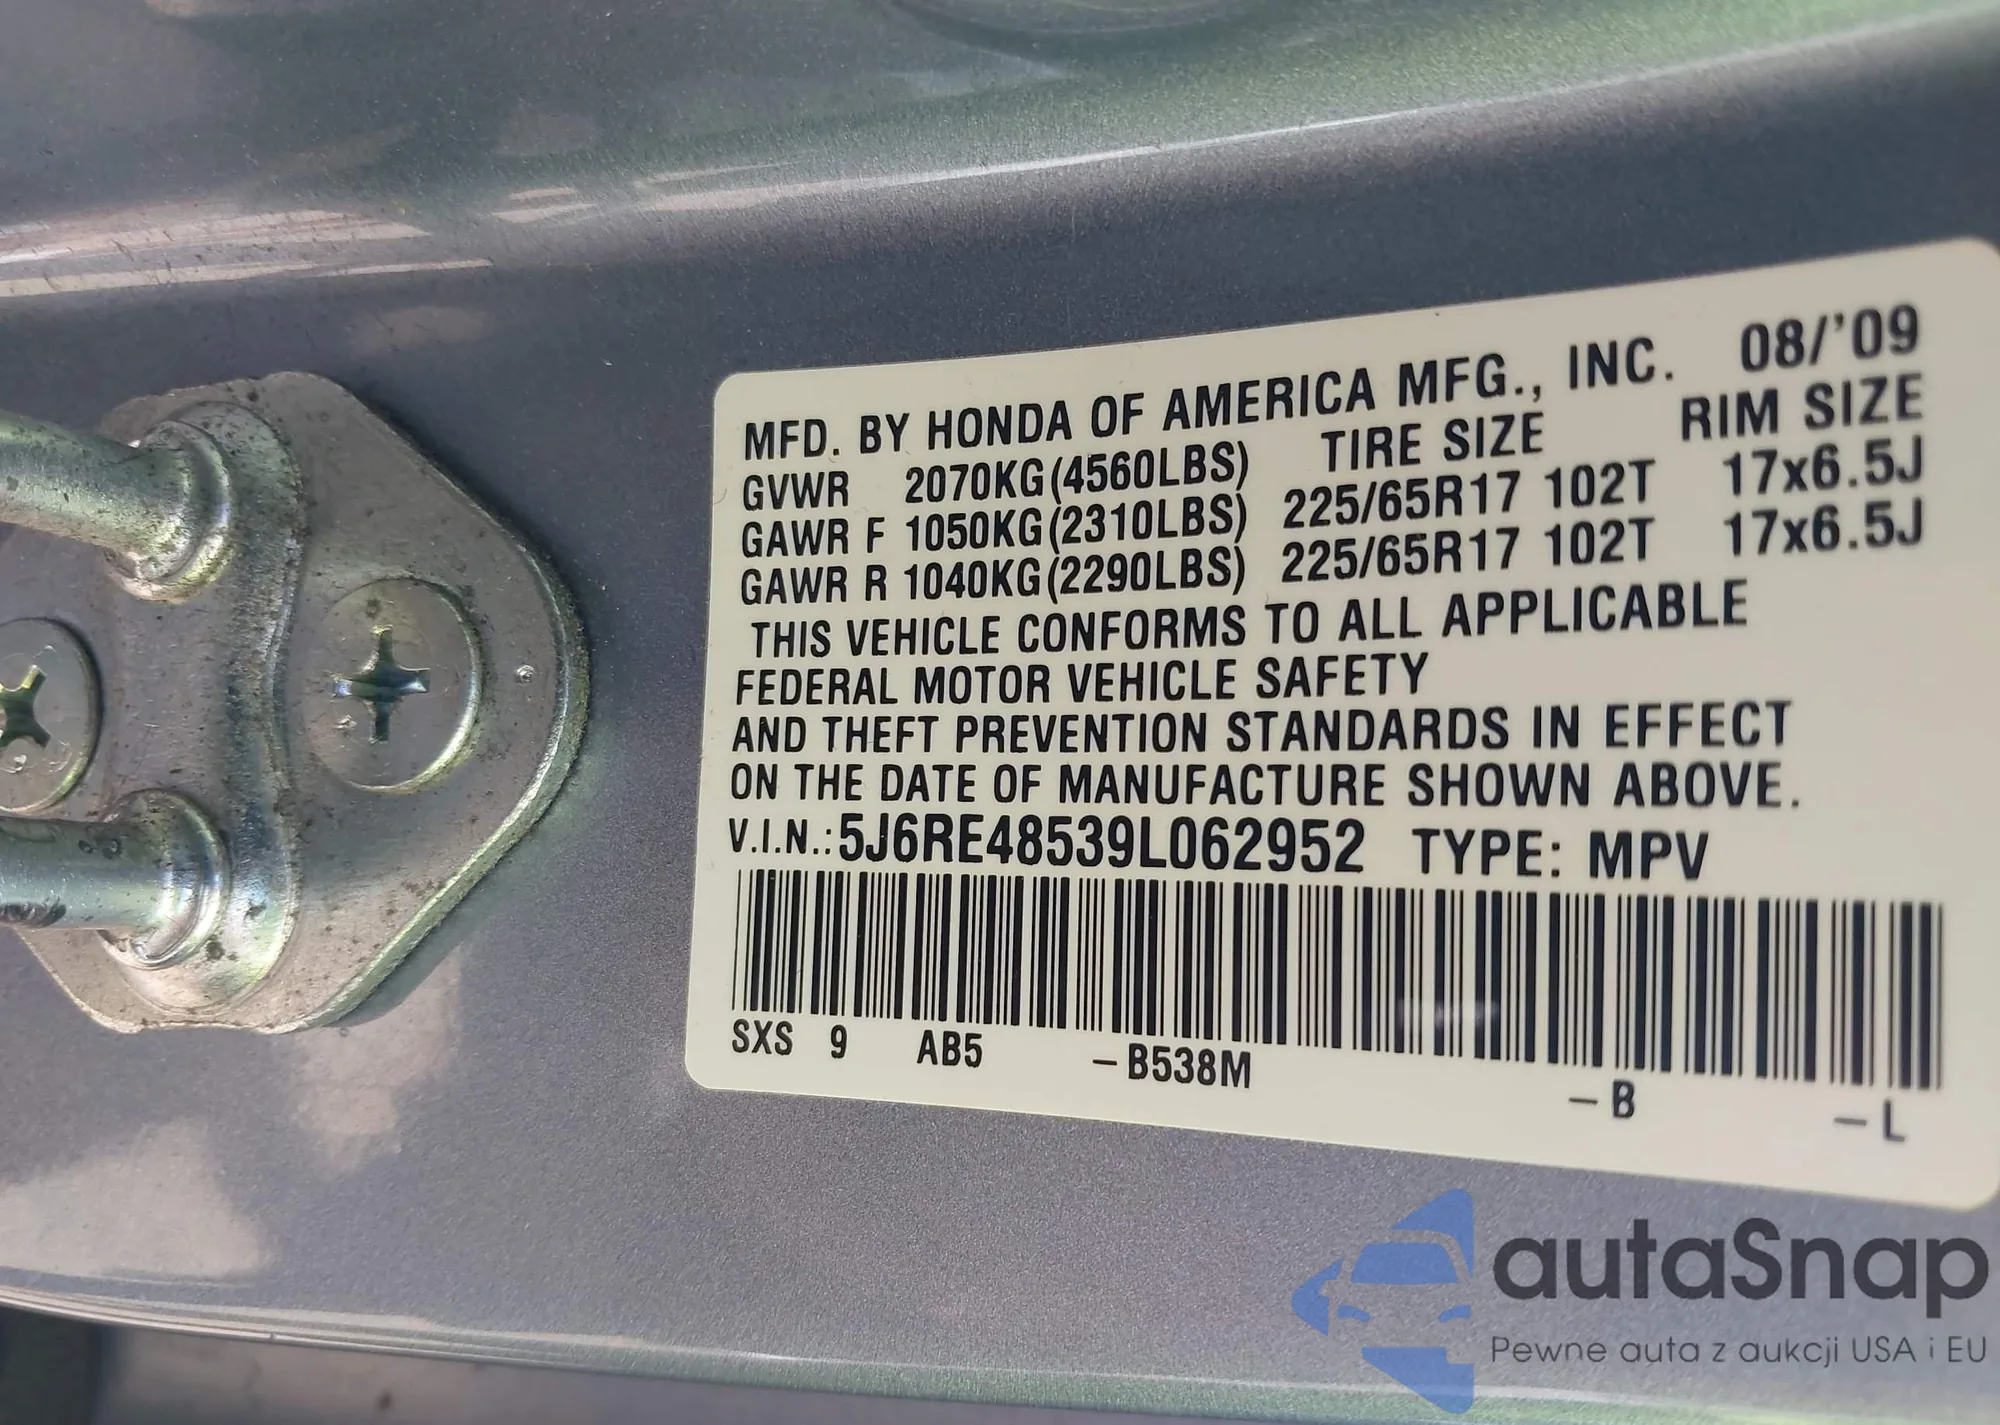 MFD. BY HONDA OF AMERICA MFG., INC. 08/'09
TIRE SIZE RIM SIZE
GVWR 2070KG(4560LBS)
GAWR F 1050KG(2310LBS) 225/65R17 102T 17x6.5J
GAWR R 1040KG(2290LBS) 225/65R17 102T 17x6.5J
THIS VEHICLE CONFORMS TO ALL APPLICABLE
FEDERAL MOTOR VEHICLE SAFETY
AND THEFT PREVENTION STANDARDS IN EFFECT
ON THE DATE OF MANUFACTURE SHOWN ABOVE.
V.I.N.:5J6RE48539L062952 TYPE: MPV
SXS 9 AB5 -B538M -B -L
autaSnap
Pewne auta z aukcji USA i EU